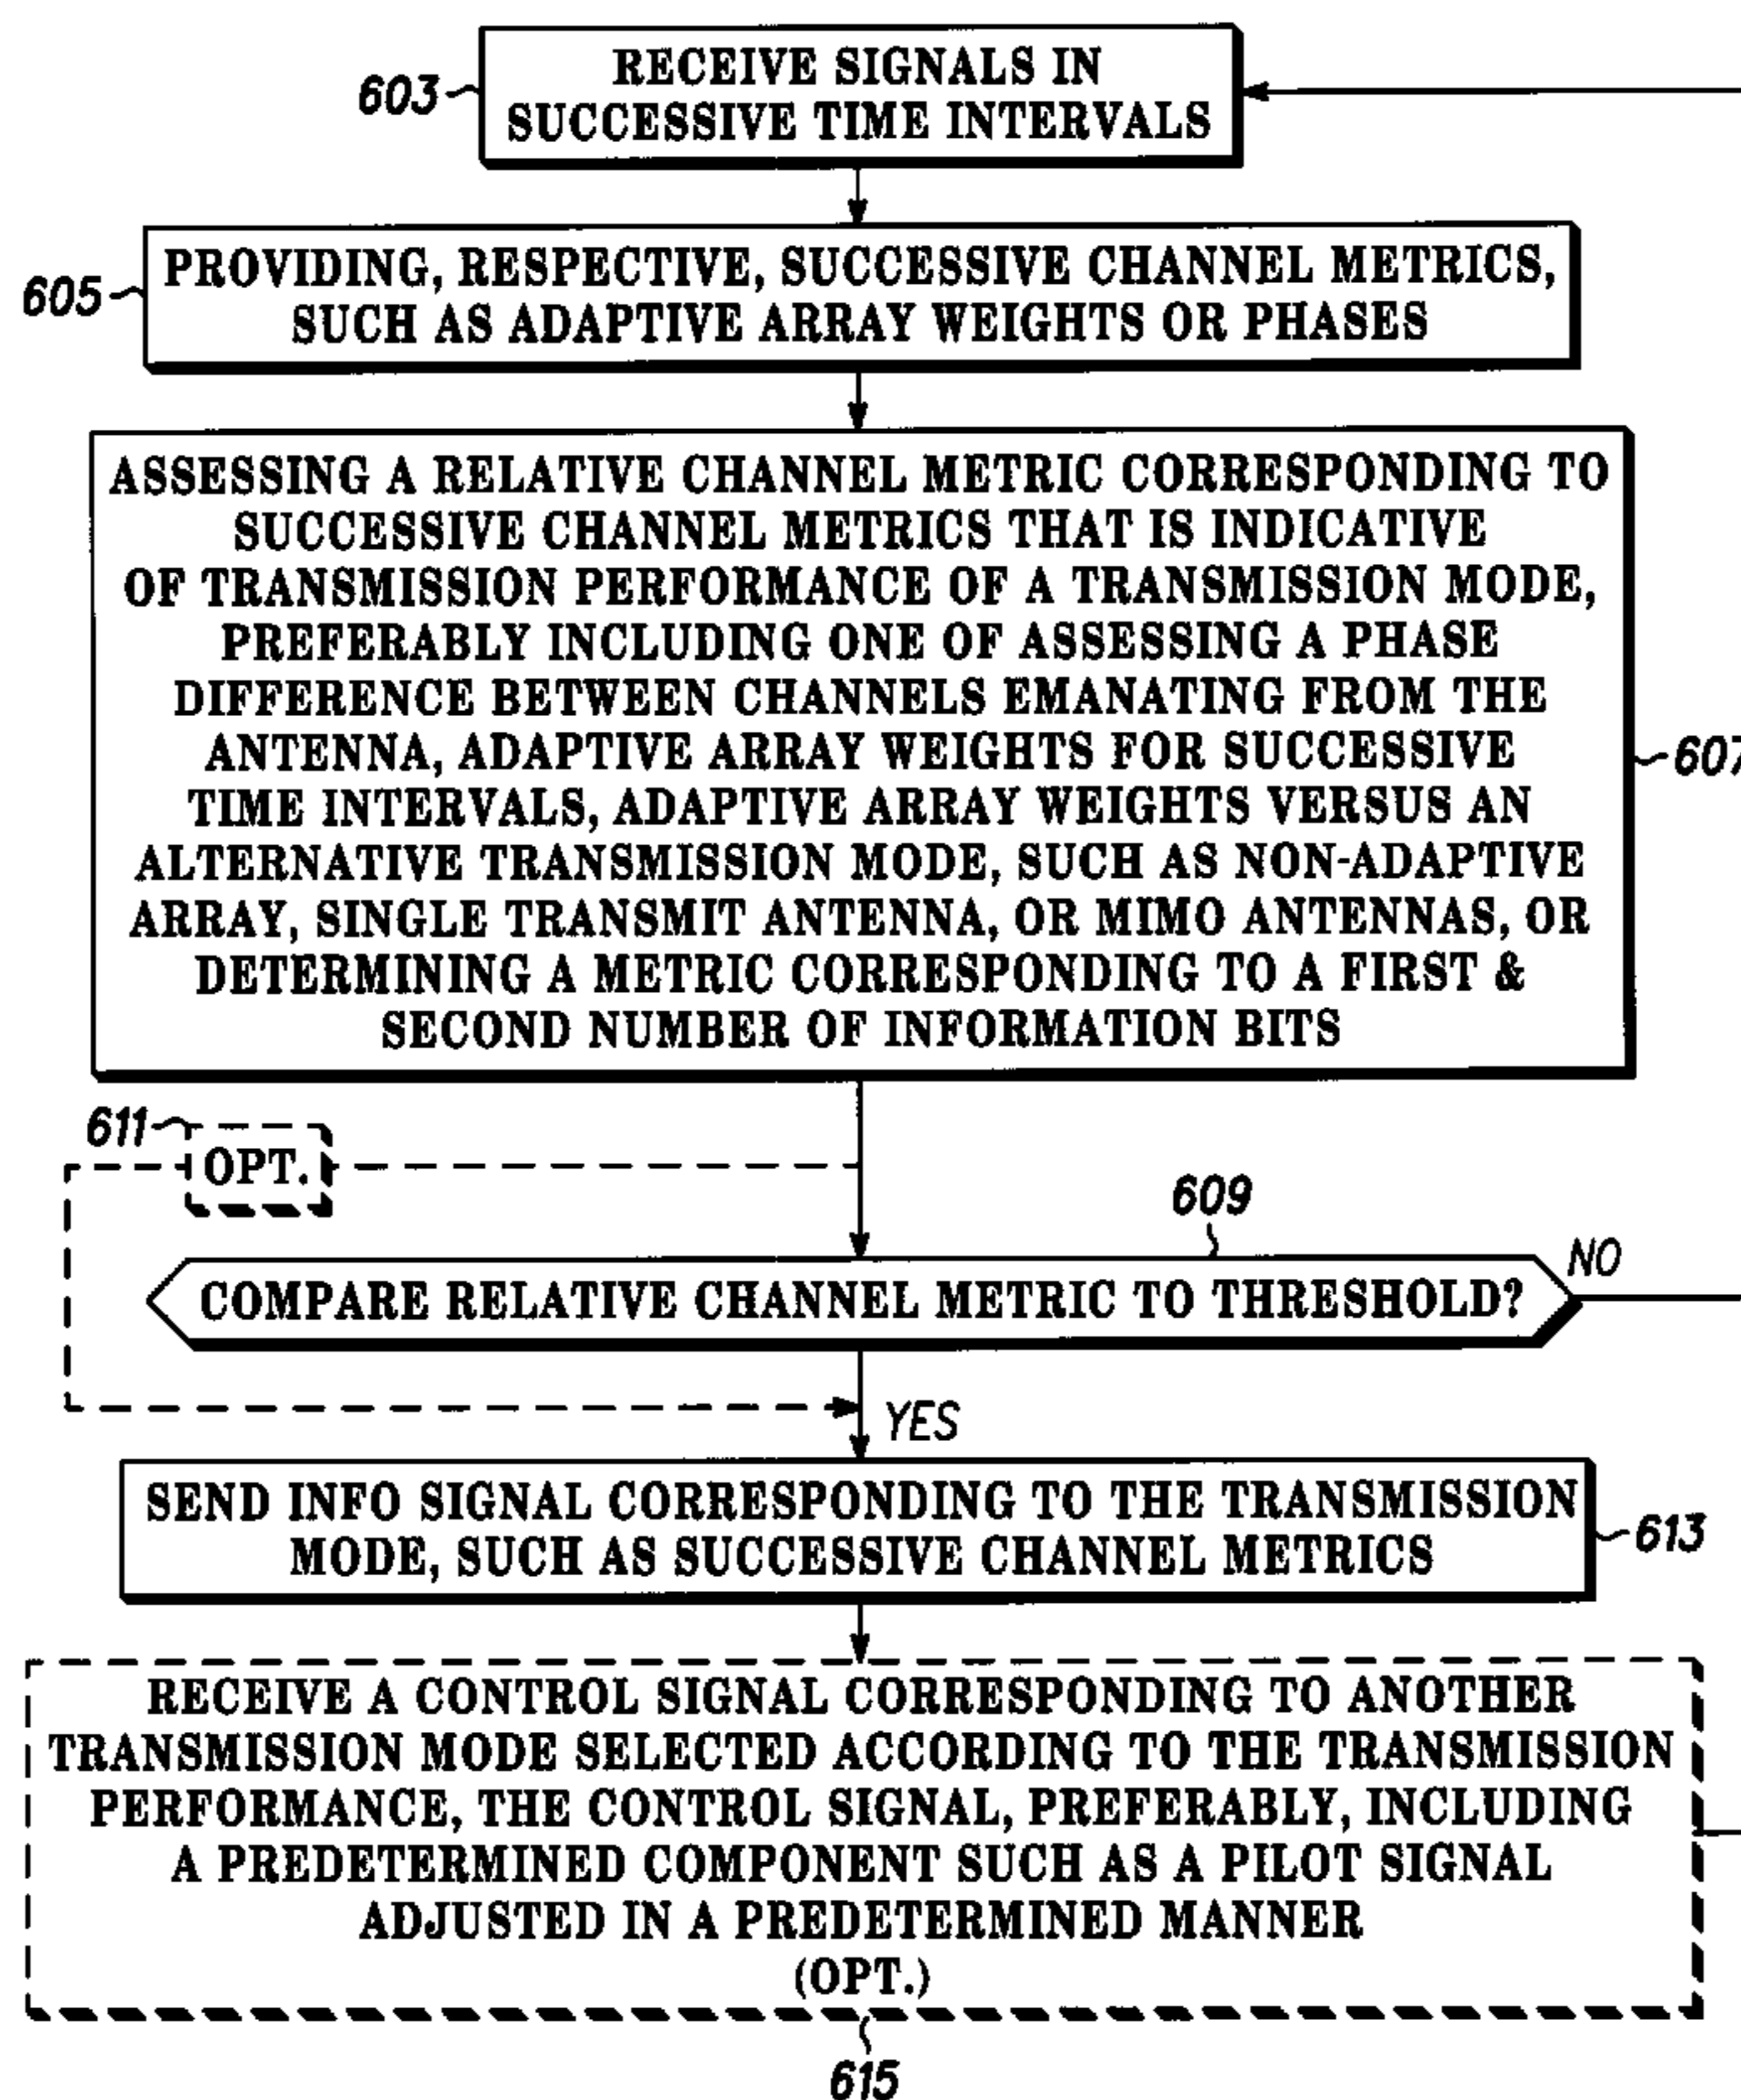 603
RECEIVE SIGNALS IN
SUCCESSIVE TIME INTERVALS
605
PROVIDING, RESPECTIVE, SUCCESSIVE CHANNEL METRICS,
SUCH AS ADAPTIVE ARRAY WEIGHTS OR PHASES
ASSESSING A RELATIVE CHANNEL METRIC CORRESPONDING TO
SUCCESSIVE CHANNEL METRICS THAT IS INDICATIVE
OF TRANSMISSION PERFORMANCE OF A TRANSMISSION MODE,
PREFERABLY INCLUDING ONE OF ASSESSING A PHASE
DIFFERENCE BETWEEN CHANNELS EMANATING FROM THE
ANTENNA, ADAPTIVE ARRAY WEIGHTS FOR SUCCESSIVE
TIME INTERVALS, ADAPTIVE ARRAY WEIGHTS VERSUS AN
ALTERNATIVE TRANSMISSION MODE, SUCH AS NON-ADAPTIVE
ARRAY, SINGLE TRANSMIT ANTENNA, OR MIMO ANTENNAS, OR
DETERMINING A METRIC CORRESPONDING TO A FIRST &
SECOND NUMBER OF INFORMATION BITS
607
611
OPT.
609
COMPARE RELATIVE CHANNEL METRIC TO THRESHOLD?
NO
YES
SEND INFO SIGNAL CORRESPONDING TO THE TRANSMISSION
MODE, SUCH AS SUCCESSIVE CHANNEL METRICS
613
RECEIVE A CONTROL SIGNAL CORRESPONDING TO ANOTHER
TRANSMISSION MODE SELECTED ACCORDING TO THE TRANSMISSION
PERFORMANCE, THE CONTROL SIGNAL, PREFERABLY, INCLUDING
A PREDETERMINED COMPONENT SUCH AS A PILOT SIGNAL
ADJUSTED IN A PREDETERMINED MANNER
(OPT.)
615